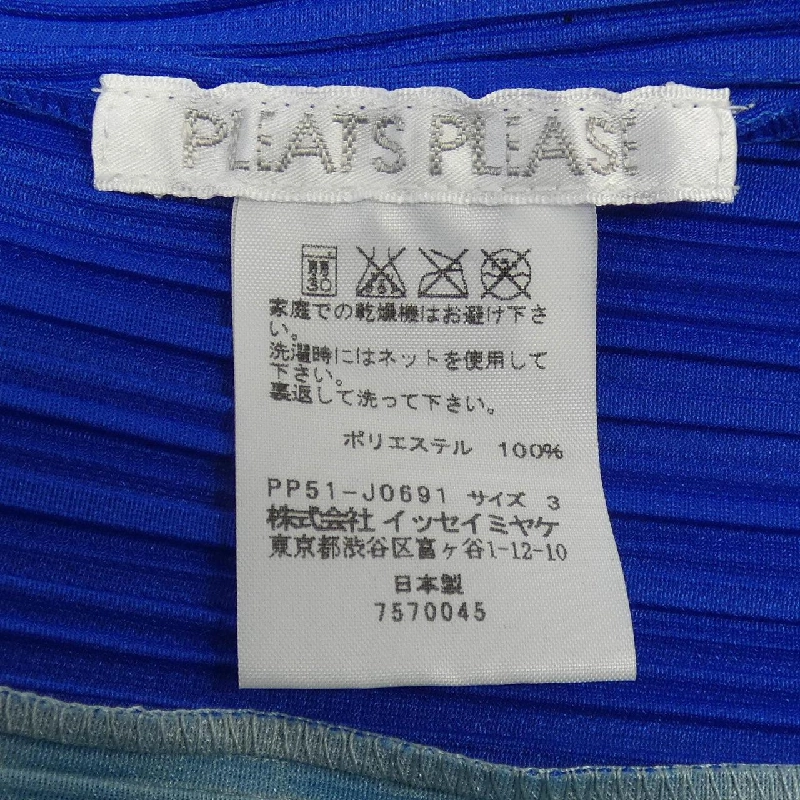 PLEATS PLEASE
弱 30
家庭での乾燥機はお避け下さ
い。
洗濯時にはネットを使用して
下さい。
裏返して洗って下さい。
ポリエステル 100%
PP51-J0691 サイズ 3
株式会社 イッセイミヤケ
東京都渋谷区富ヶ谷1-12-10
日本製
7570045